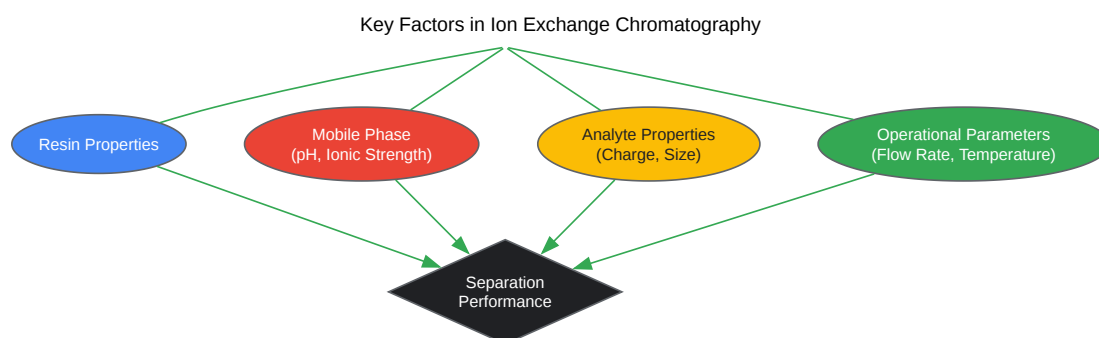 Key Factors in Ion Exchange Chromatography
Resin Properties
Mobile Phase
(pH, Ionic Strength)
Analyte Properties
(Charge, Size)
Operational Parameters
(Flow Rate, Temperature)
Separation
Performance